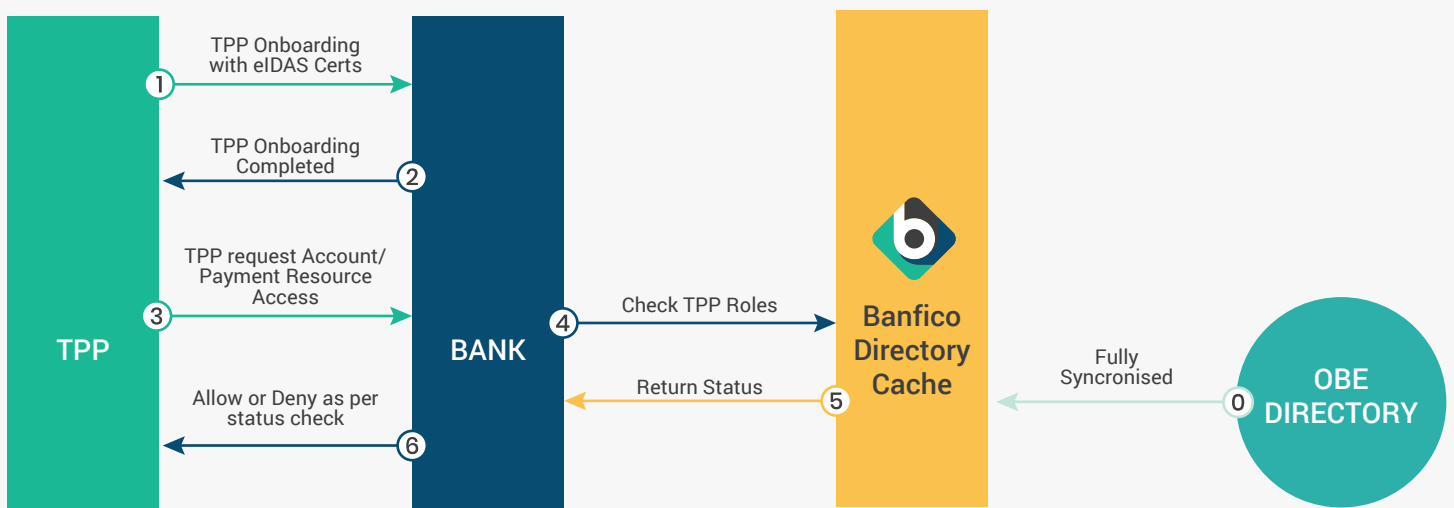 TPP Onboarding
with eIDAS Certs
1
TPP Onboarding
Completed
2
TPP request Account/
Payment Resource
Access
3
TPP
Allow or Deny as per
status check
6
BANK
4
Check TPP Roles
Return Status
5
b
Banfico
Directory
Cache
Fully
Syncronised
0
OBE
DIRECTORY